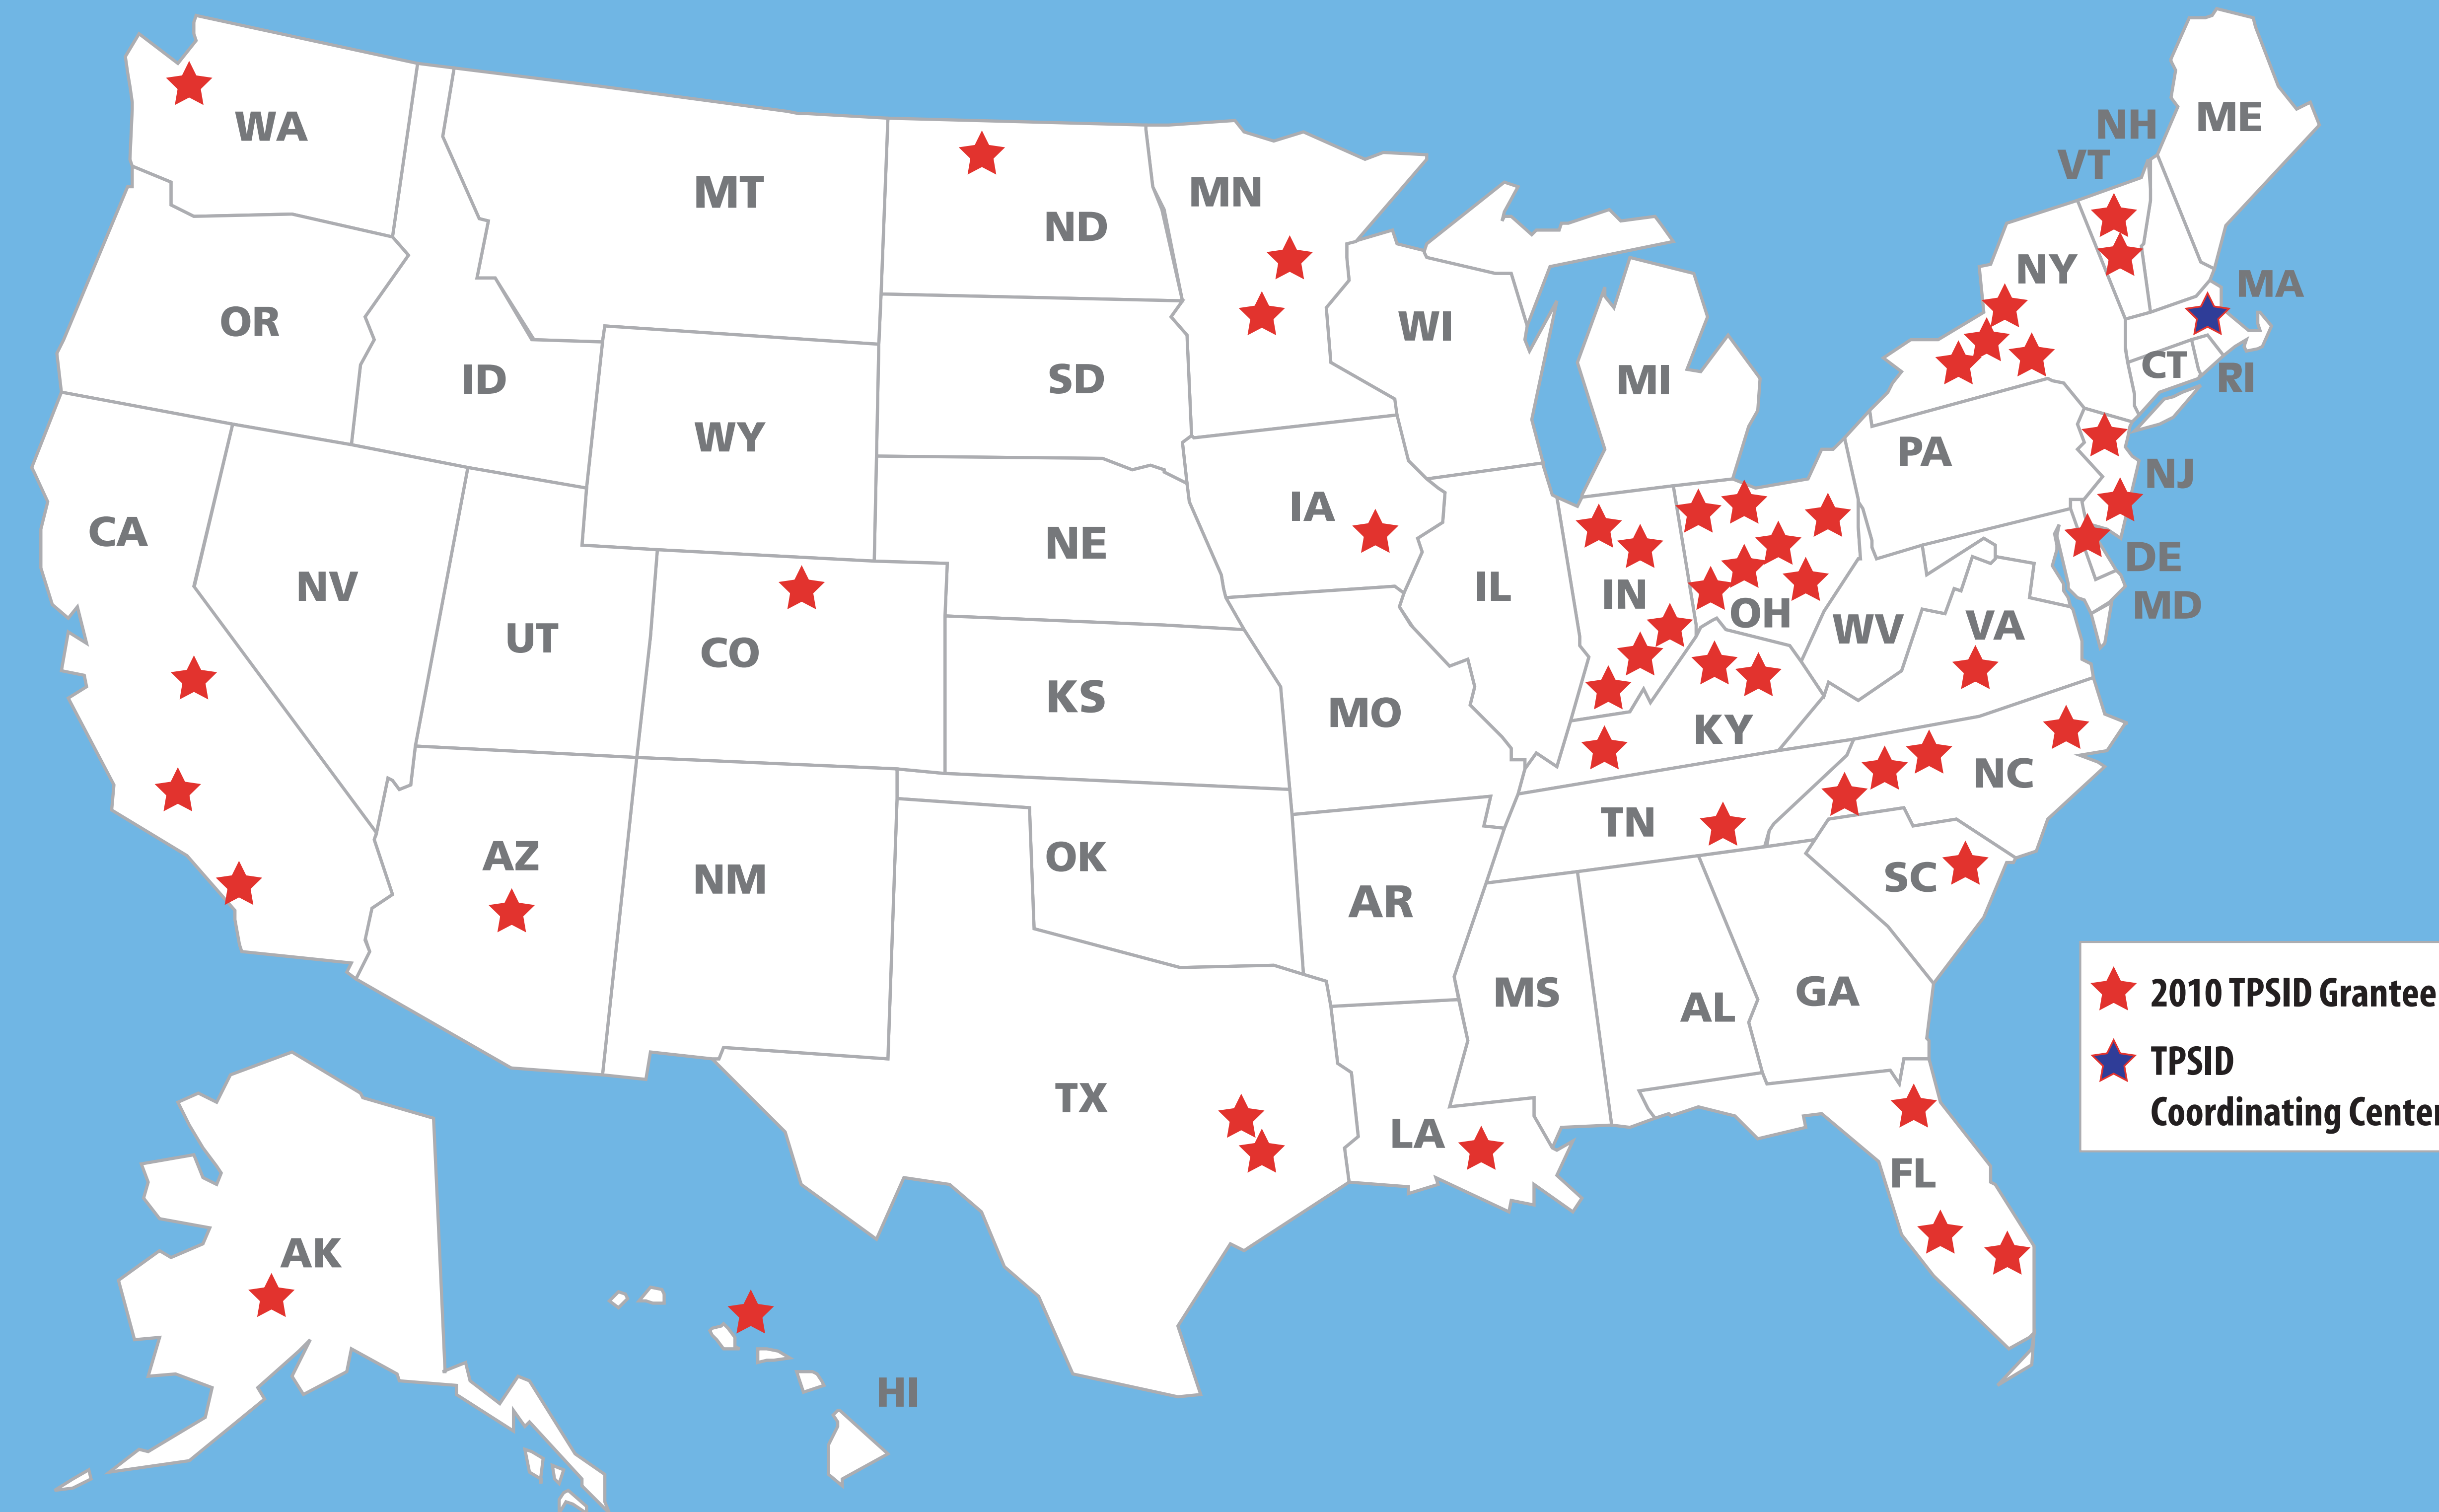 WA
MT
ND
MN
NH
VT
ME
OR
ID
WY
SD
WI
MI
NY
MA
CT
RI
PA
NJ
CA
NV
UT
CO
NE
IA
IL
IN
OH
WV
VA
DE
MD
KS
MO
KY
NC
TN
SC
AZ
NM
OK
AR
MS
AL
GA
TX
LA
FL
AK
HI
2010 TPSID Grantee
TPSID
Coordinating Center